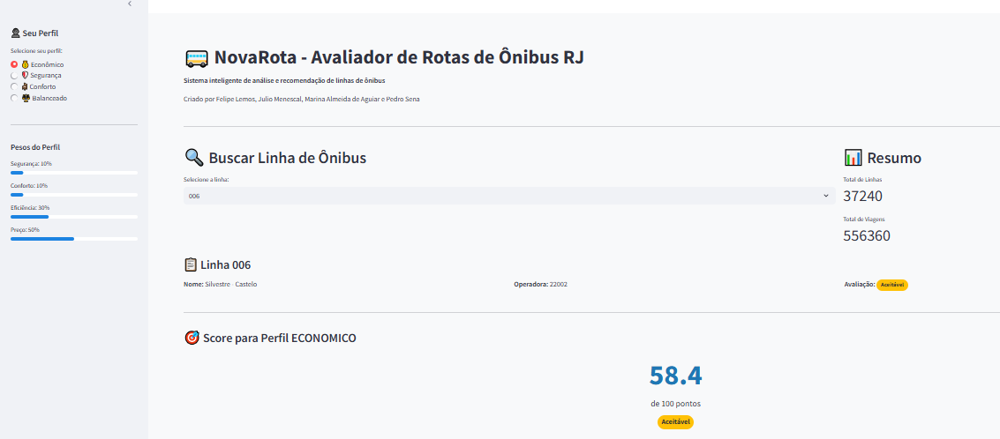 Seu Perfil
Selecione seu perfil:
Econômico
Segurança
Conforto
Balanceado
Pesos do Perfil
Segurança: 10%
Conforto: 10%
Eficiência: 30%
Preço: 50%
NovaRota - Avaliador de Rotas de Ônibus RJ
Sistema inteligente de análise e recomendação de linhas de ônibus
Criado por Felipe Lemos, Julio Menescal, Marina Almeida de Aguiar e Pedro Sena
Buscar Linha de Ônibus
Selecione a linha:
006
Resumo
Total de Linhas
37240
Total de Viagens
556360
Linha 006
Nome: Silvestre - Castelo
Operadora: 22002
Avaliação: Aceitável
Score para Perfil ECONOMICO
58.4
de 100 pontos
Aceitável